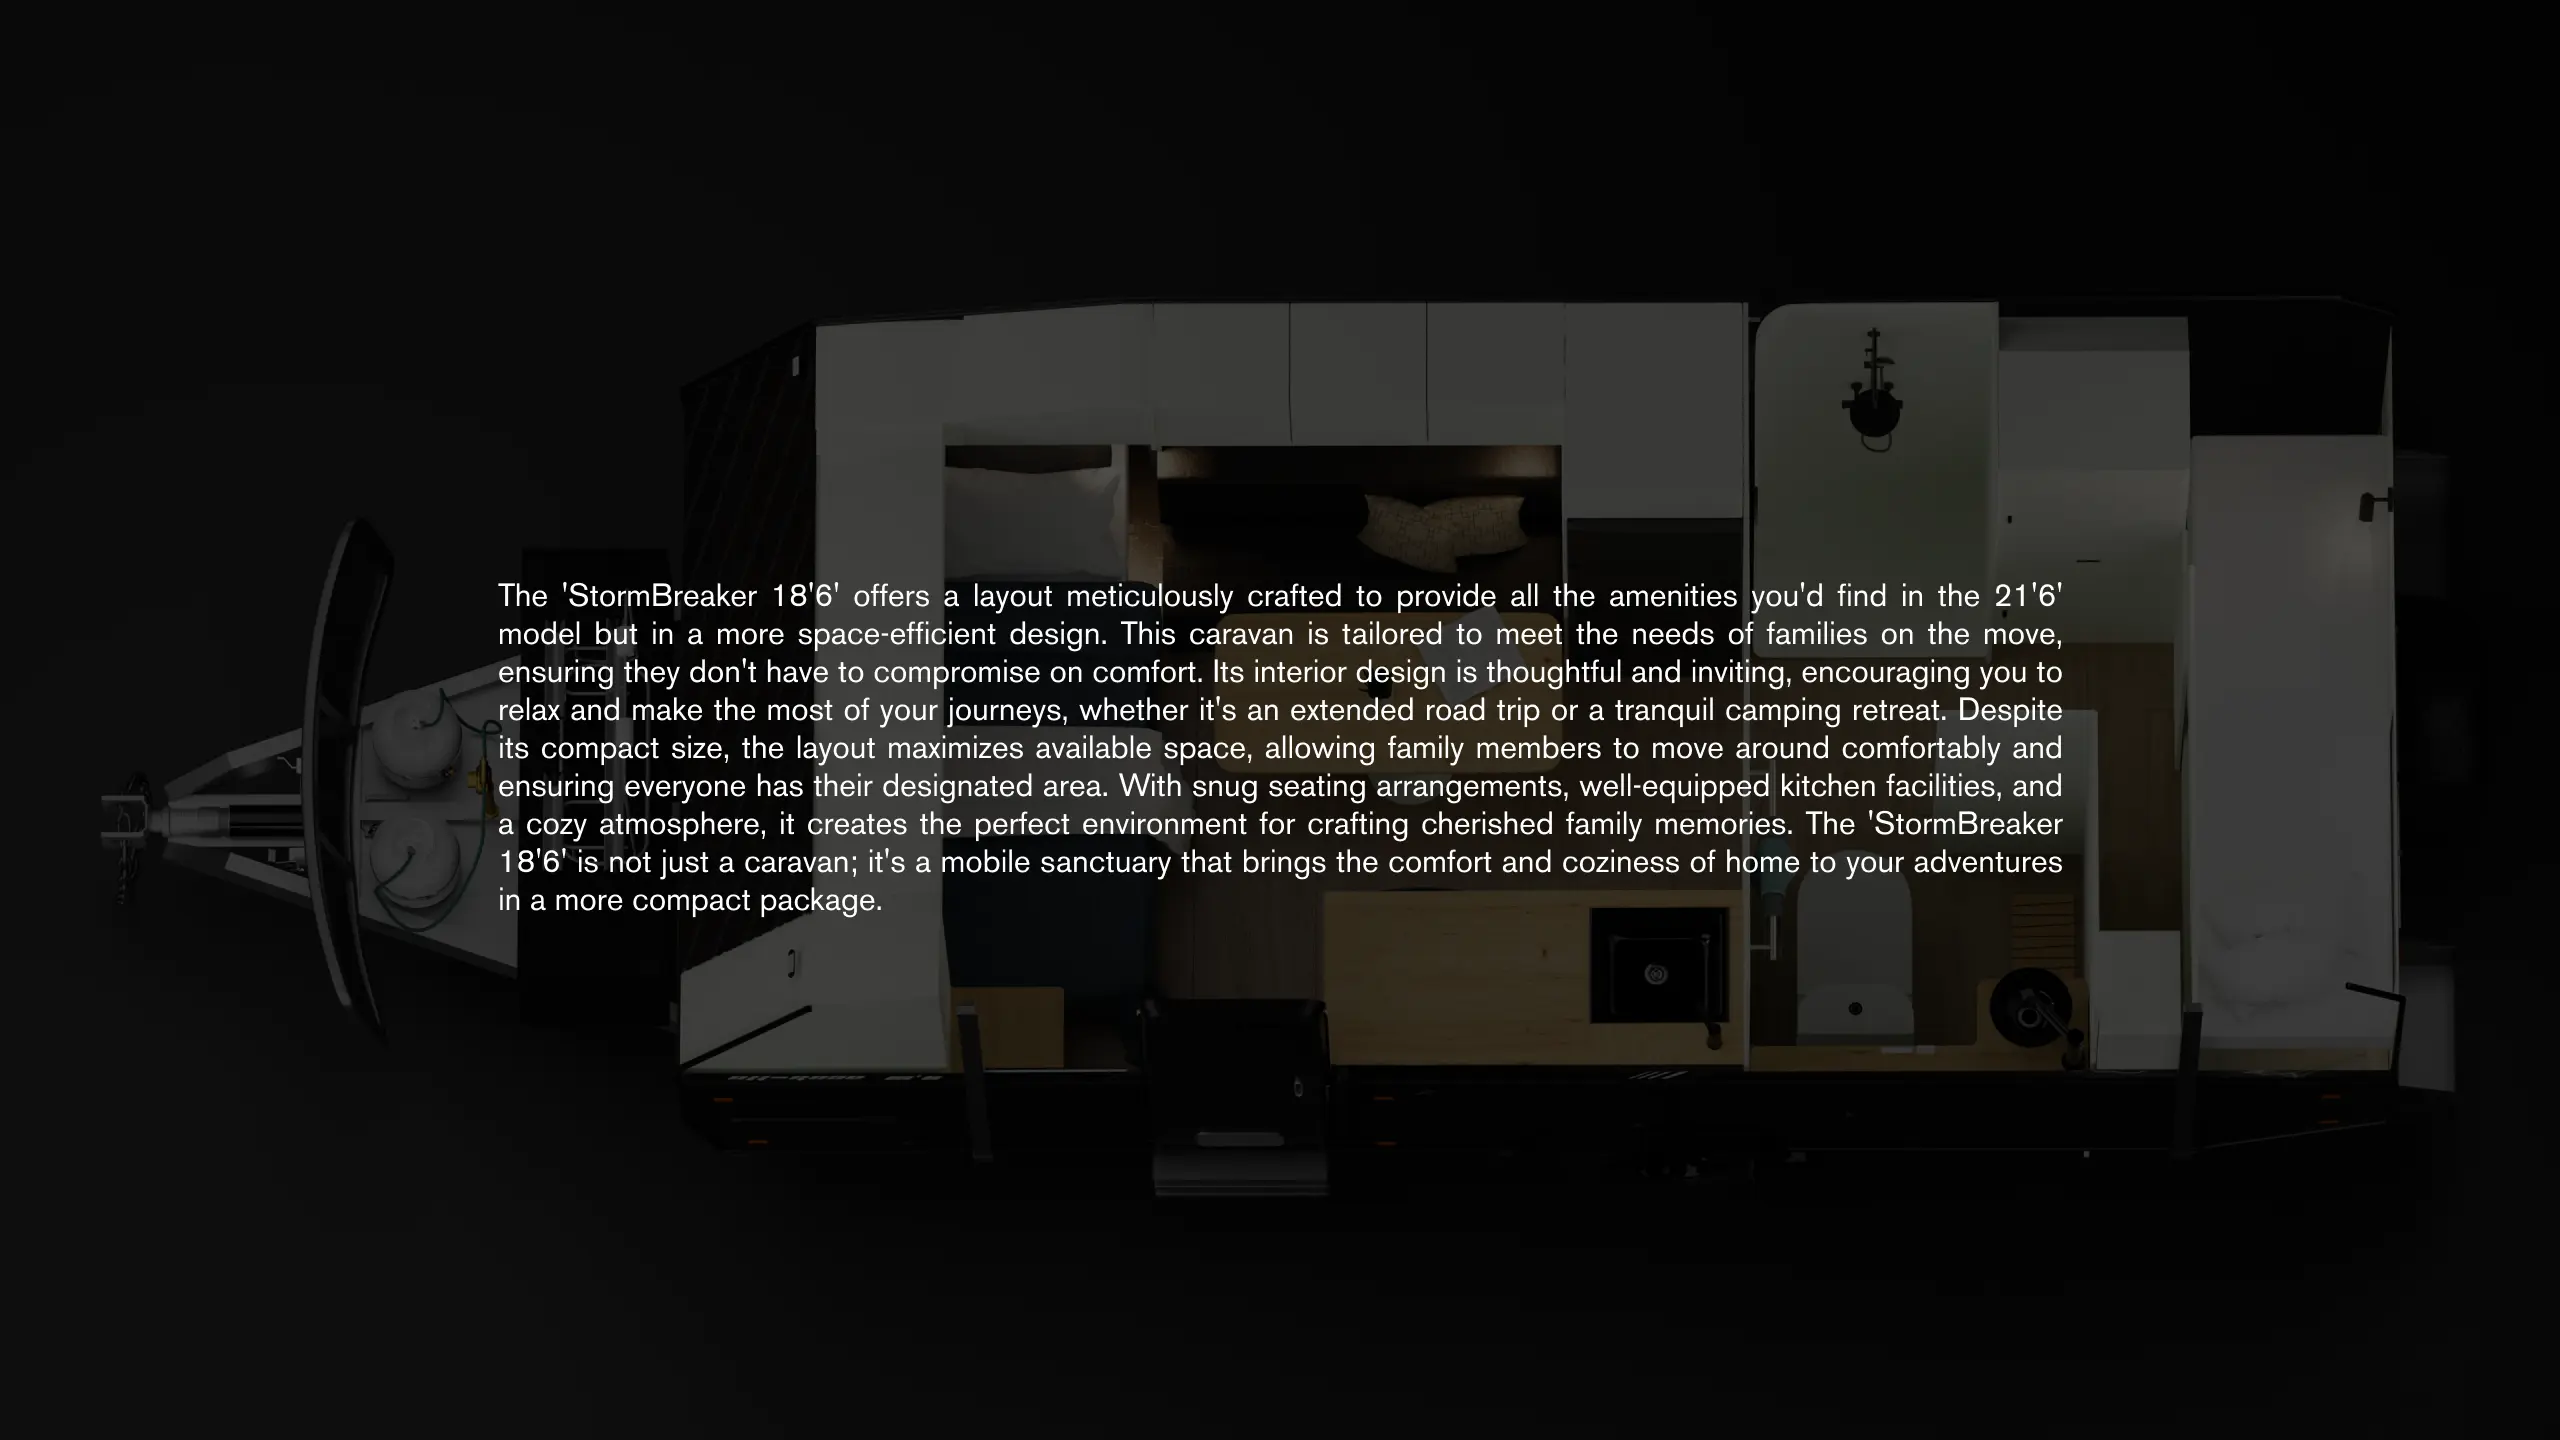 The 'StormBreaker 18'6' offers a layout meticulously crafted to provide all the amenities you'd find in the 21'6'
model but in a more space-efficient design. This caravan is tailored to meet the needs of families on the move,
ensuring they don't have to compromise on comfort. Its interior design is thoughtful and inviting, encouraging you to
relax and make the most of your journeys, whether it's an extended road trip or a tranquil camping retreat. Despite
its compact size, the layout maximizes available space, allowing family members to move around comfortably and
ensuring everyone has their designated area. With snug seating arrangements, well-equipped kitchen facilities, and
a cozy atmosphere, it creates the perfect environment for crafting cherished family memories. The 'StormBreaker
18'6' is not just a caravan; it's a mobile sanctuary that brings the comfort and coziness of home to your adventures
in a more compact package.